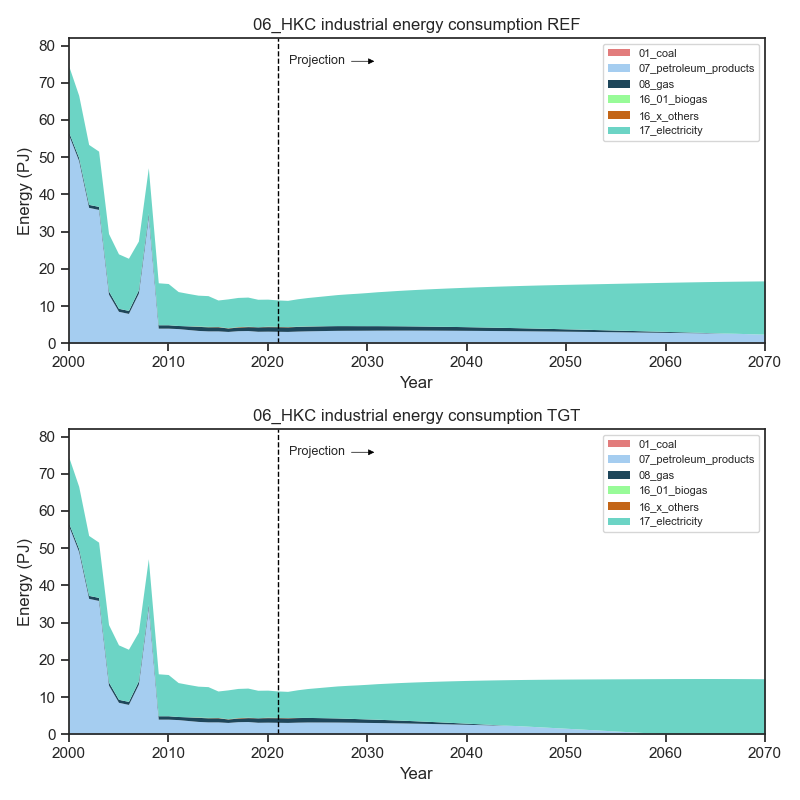 06_HKC industrial energy consumption REF
80
70
60
50
40
30
20
10
0
Energy (PJ)
Projection
01_coal
07_petroleum_products
08_gas
16_01_biogas
16_x_others
17_electricity
2000 2010 2020 2030 2040 2050 2060 2070
Year
06_HKC industrial energy consumption TGT
80
70
60
50
40
30
20
10
0
Energy (PJ)
Projection
01_coal
07_petroleum_products
08_gas
16_01_biogas
16_x_others
17_electricity
2000 2010 2020 2030 2040 2050 2060 2070
Year